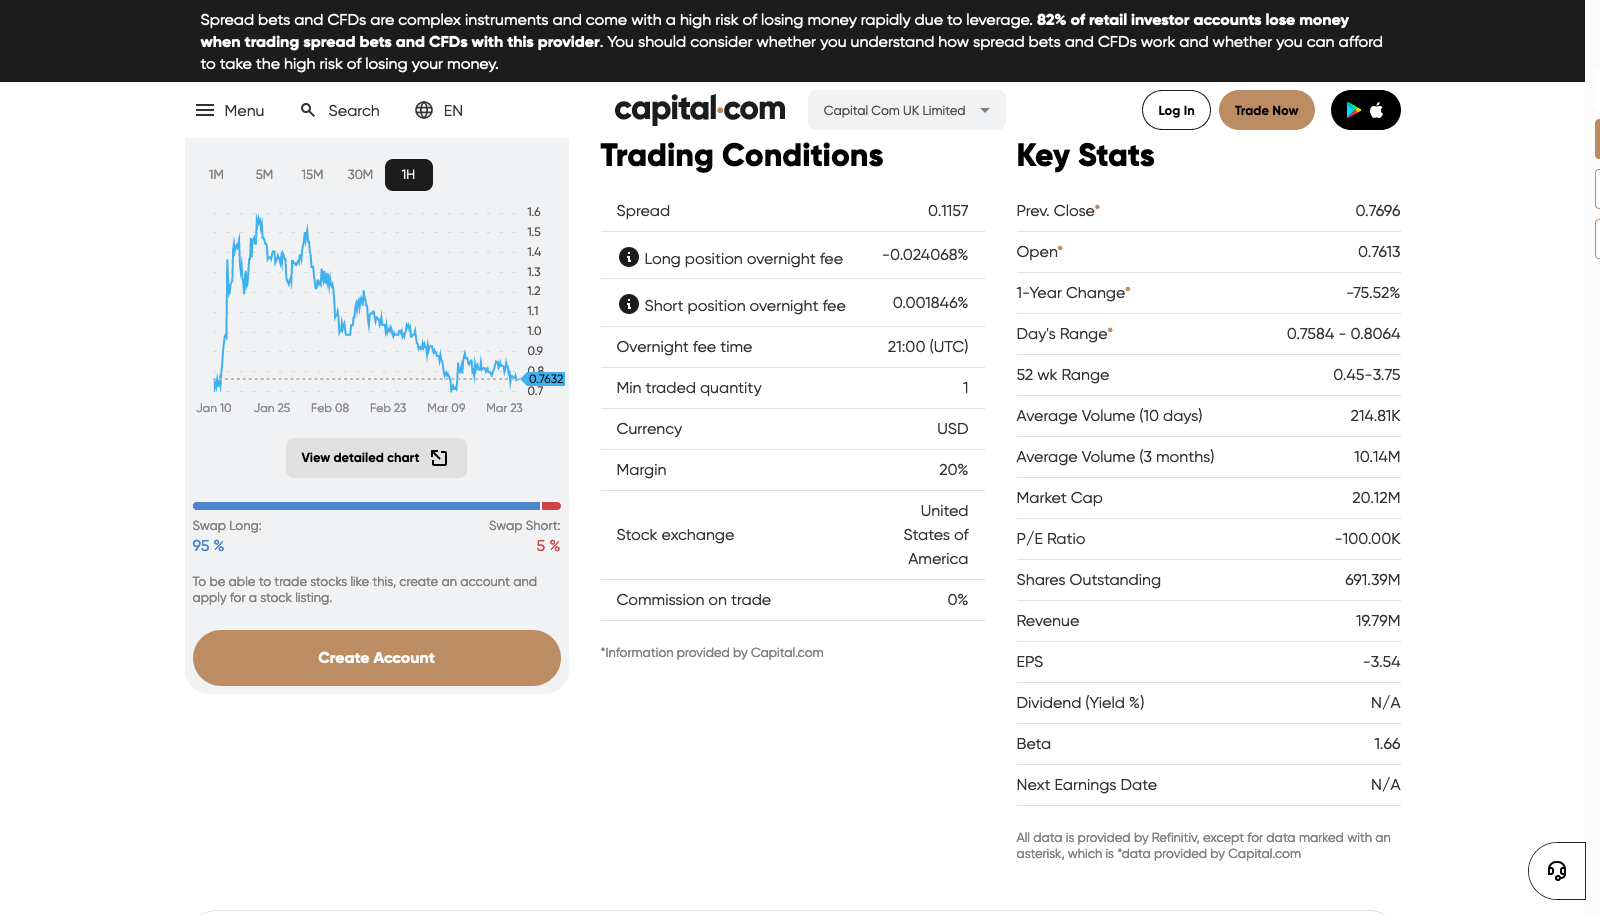 Spread bets and CFDs are complex instruments and come with a high risk of losing money rapidly due to leverage. 82% of retail investor accounts lose money
when trading spread bets and CFDs with this provider. You should consider whether you understand how spread bets and CFDs work and whether you can afford
to take the high risk of losing your money.
Menu Search EN capital.com Capital Com UK Limited Log In Trade Now
1M 5M 15M 30M 1H
1.6
1.5
1.4
1.3
1.2
1.1
1.0
0.9
0.8
0.7632
0.7
Jan 10 Jan 25 Feb 08 Feb 23 Mar 09 Mar 23
View detailed chart
Swap Long: Swap Short:
95 % 5 %
To be able to trade stocks like this, create an account and
apply for a stock listing.
Create Account
Trading Conditions
Spread 0.1157
Long position overnight fee -0.024068%
Short position overnight fee 0.001846%
Overnight fee time 21:00 (UTC)
Min traded quantity 1
Currency USD
Margin 20%
Stock exchange United
States of
America
Commission on trade 0%
*Information provided by Capital.com
Key Stats
Prev. Close* 0.7696
Open* 0.7613
1-Year Change* -75.52%
Day's Range* 0.7584 - 0.8064
52 wk Range 0.45-3.75
Average Volume (10 days) 214.81K
Average Volume (3 months) 10.14M
Market Cap 20.12M
P/E Ratio -100.00K
Shares Outstanding 691.39M
Revenue 19.79M
EPS -3.54
Dividend (Yield %) N/A
Beta 1.66
Next Earnings Date N/A
All data is provided by Refinitiv, except for data marked with an
asterisk, which is *data provided by Capital.com